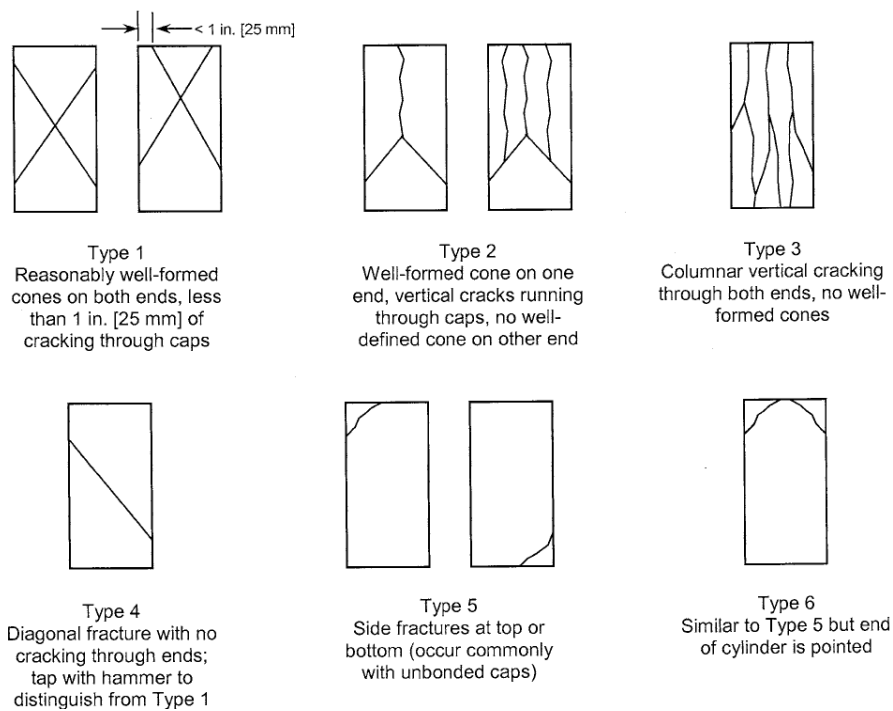 < 1 in. [25 mm]
Type 1
Reasonably well-formed
cones on both ends, less
than 1 in. [25 mm] of
cracking through caps
Type 2
Well-formed cone on one
end, vertical cracks running
through caps, no well-
defined cone on other end
Type 3
Columnar vertical cracking
through both ends, no well-
formed cones
Type 4
Diagonal fracture with no
cracking through ends;
tap with hammer to
distinguish from Type 1
Type 5
Side fractures at top or
bottom (occur commonly
with unbonded caps)
Type 6
Similar to Type 5 but end
of cylinder is pointed